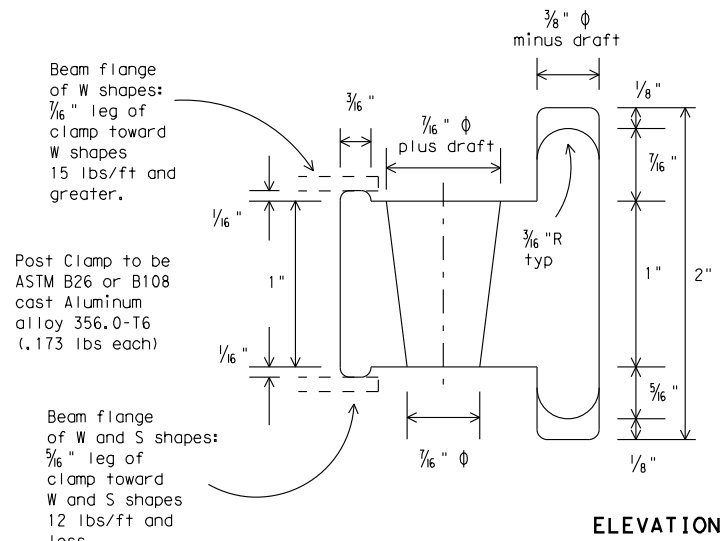 Beam flange
of W shapes:
7/16 " leg of
clamp toward
W shapes
15 lbs/ft and
greater.
3/16 "
7/16 " ϕ
plus draft
3/8 " ϕ
minus draft
1/8"
7/16 "
1/16 "
3/16 "R
typ
1"
1"
2"
Post Clamp to be
ASTM B26 or B108
cast Aluminum
alloy 356.0-T6
(.173 lbs each)
1/16 "
5/16 "
7/16 " ϕ
1/8"
Beam flange
of W and S shapes:
5/16 " leg of
clamp toward
W and S shapes
12 lbs/ft and
less
ELEVATION